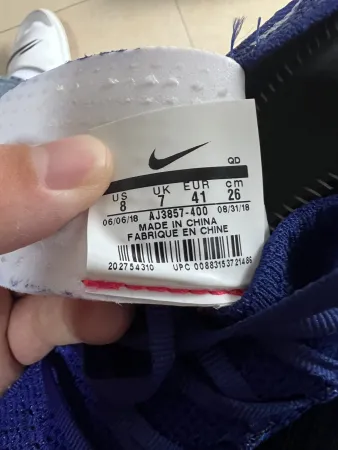 QD
US UK EUR cm
8 7 41 26
06/06/18 AJ3857-400 08/31/18
MADE IN CHINA
FABRIQUE EN CHINE
202754310 UPC 00883153721486